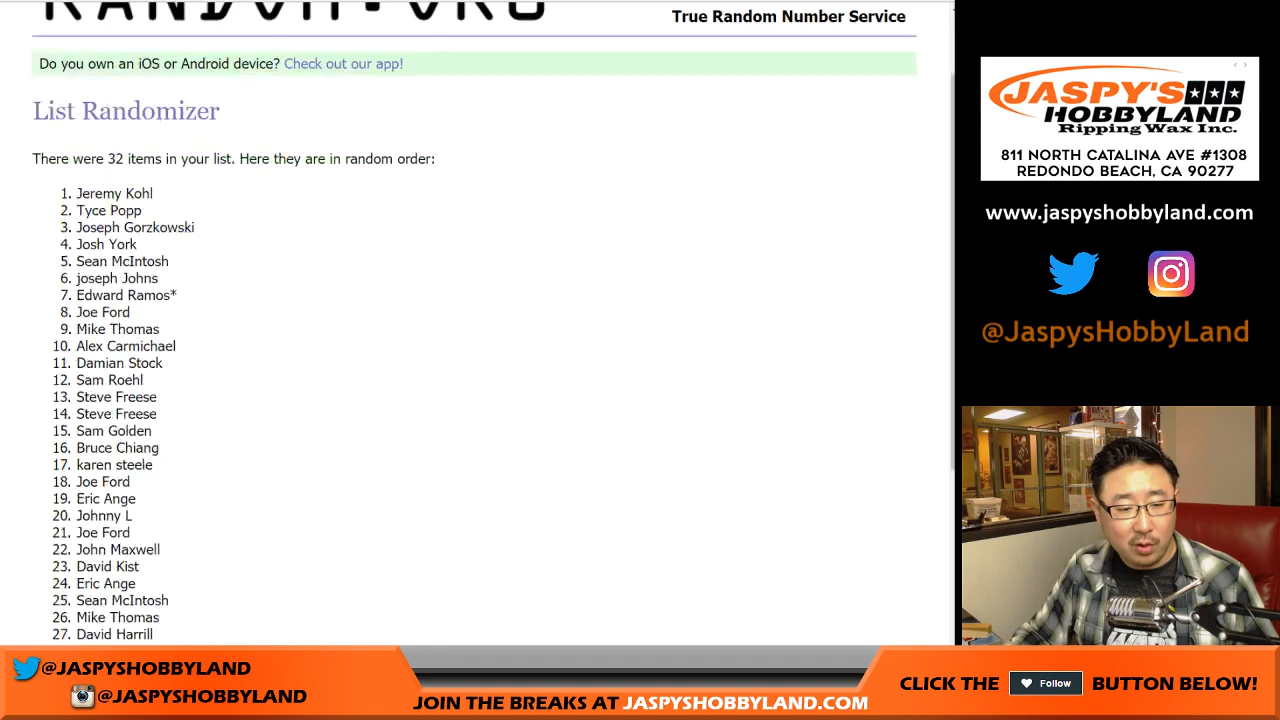 RANDOM.ORG
True Random Number Service
Do you own an iOS or Android device? Check out our app!
List Randomizer
There were 32 items in your list. Here they are in random order:
1. Jeremy Kohl
2. Tyce Popp
3. Joseph Gorzkowski
4. Josh York
5. Sean McIntosh
6. joseph Johns
7. Edward Ramos*
8. Joe Ford
9. Mike Thomas
10. Alex Carmichael
11. Damian Stock
12. Sam Roehl
13. Steve Freese
14. Steve Freese
15. Sam Golden
16. Bruce Chiang
17. karen steele
18. Joe Ford
19. Eric Ange
20. Johnny L
21. Joe Ford
22. John Maxwell
23. David Kist
24. Eric Ange
25. Sean McIntosh
26. Mike Thomas
27. David Harrill
JASPY'S
HOBBYLAND
Ripping Wax Inc.
811 NORTH CATALINA AVE #1308
REDONDO BEACH, CA 90277
www.jaspyshobbyland.com
@JaspysHobbyLand
@JASPYSHOBBYLAND
@JASPYSHOBBYLAND
JOIN THE BREAKS AT JASPYSHOBBYLAND.COM
CLICK THE Follow BUTTON BELOW!